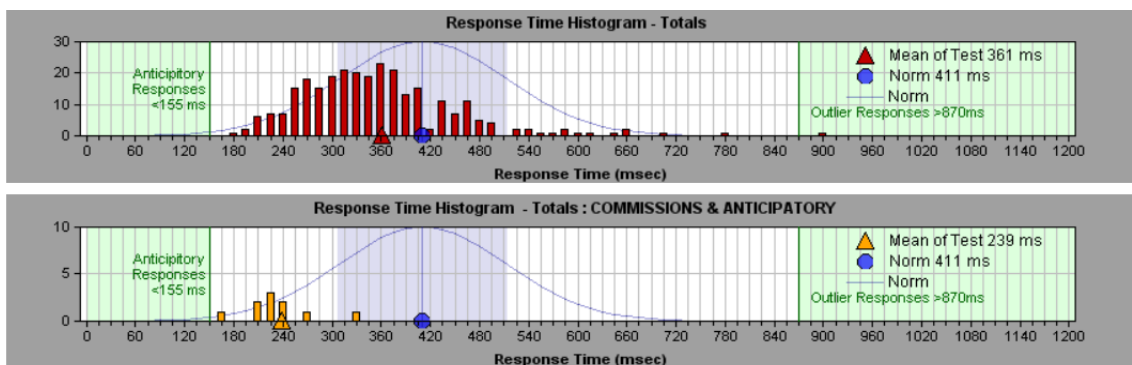 Response Time Histogram - Totals
30
20
10
0
Anticipitory
Responses
<155 ms
Mean of Test 361 ms
Norm 411 ms
Norm
Outlier Responses >870ms
0 60 120 180 240 300 360 420 480 540 600 660 720 780 840 900 960 1020 1080 1140 1200
Response Time (msec)
Response Time Histogram - Totals : COMMISSIONS & ANTICIPATORY
10
5
0
Anticipitory
Responses
<155 ms
Mean of Test 239 ms
Norm 411 ms
Norm
Outlier Responses >870ms
0 60 120 180 240 300 360 420 480 540 600 660 720 780 840 900 960 1020 1080 1140 1200
Response Time (msec)